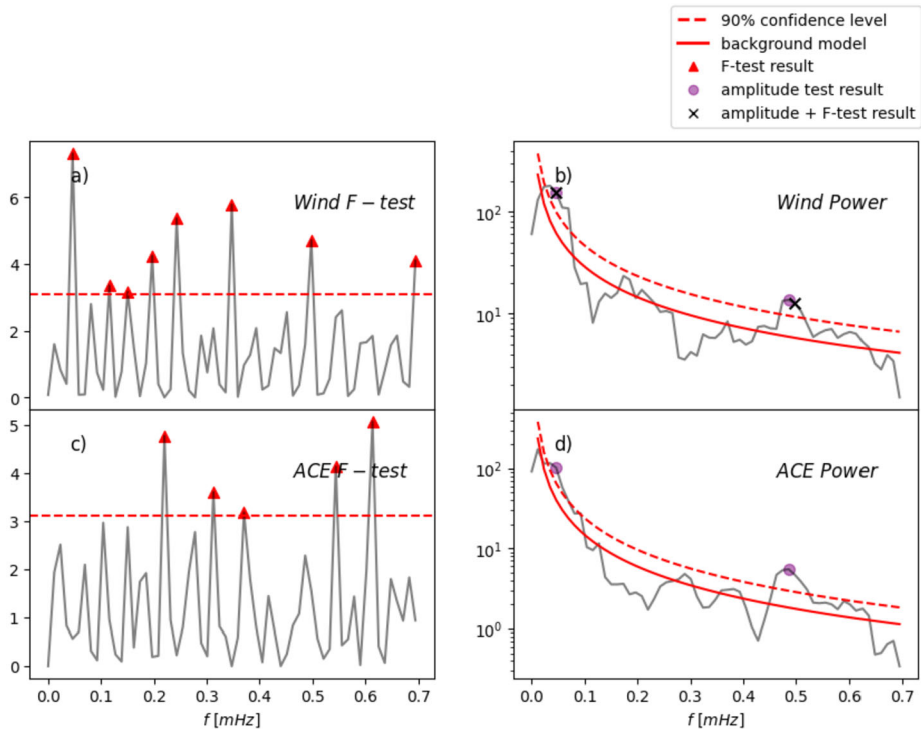 90% confidence level
background model
F-test result
amplitude test result
amplitude + F-test result
a)
Wind F − test
6
4
2
0
b)
Wind Power
10²
10¹
c)
ACE F − test
5
4
3
2
1
0
0.0 0.1 0.2 0.3 0.4 0.5 0.6 0.7
f [mHz]
d)
ACE Power
10²
10¹
10⁰
0.0 0.1 0.2 0.3 0.4 0.5 0.6 0.7
f [mHz]